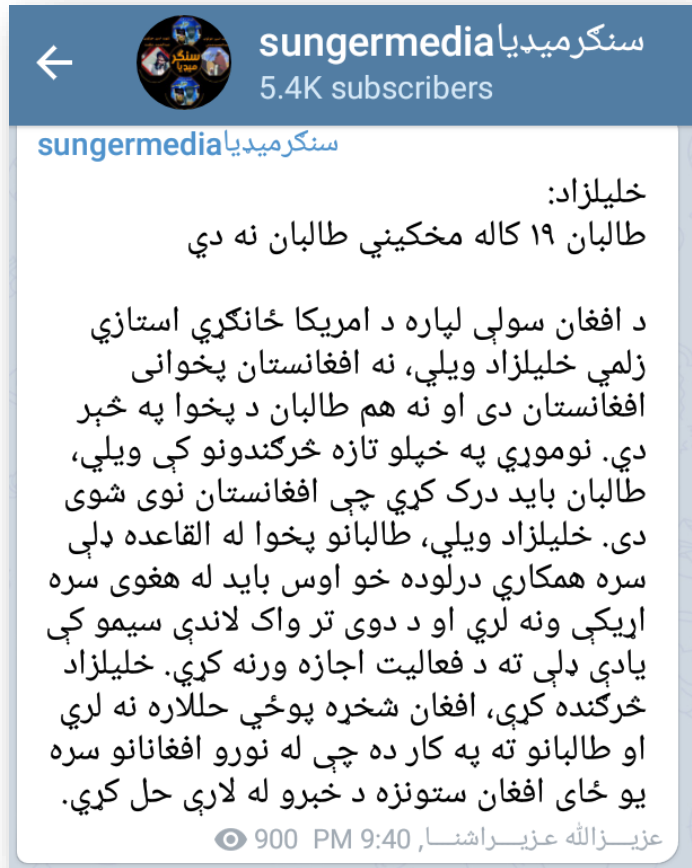 سنګرمیډیاsungermedia
5.4K subscribers
سنګر میډیا
سنګرمیډیاsungermedia
خلیلزاد:
طالبان ۱۹ کاله مخکیني طالبان نه دي
د افغان سولې لپاره د امریکا ځانګړي استازي
زلمي خلیلزاد ویلي، نه افغانستان پخوانی
افغانستان دی او نه هم طالبان د پخوا په څېر
دي. نوموړي په خپلو تازه څرګندونو کې ویلي،
طالبان باید درک کړي چې افغانستان نوی شوی
دی. خلیلزاد ویلي، طالبانو پخوا له القاعده ډلې
سره همکاري درلوده خو اوس باید له هغوی سره
اړیکې ونه لري او د دوی تر واک لاندې سیمو کې
یادې ډلې ته د فعالیت اجازه ورنه کړي. خلیلزاد
څرګنده کړې، افغان شخړه پوځي حللاره نه لري
او طالبانو ته په کار ده چې له نورو افغانانو سره
یو ځای افغان ستونزه د خبرو له لارې حل کړي.
عزیـــزالله عـزیـــراشنـــا, 9:40 PM 900